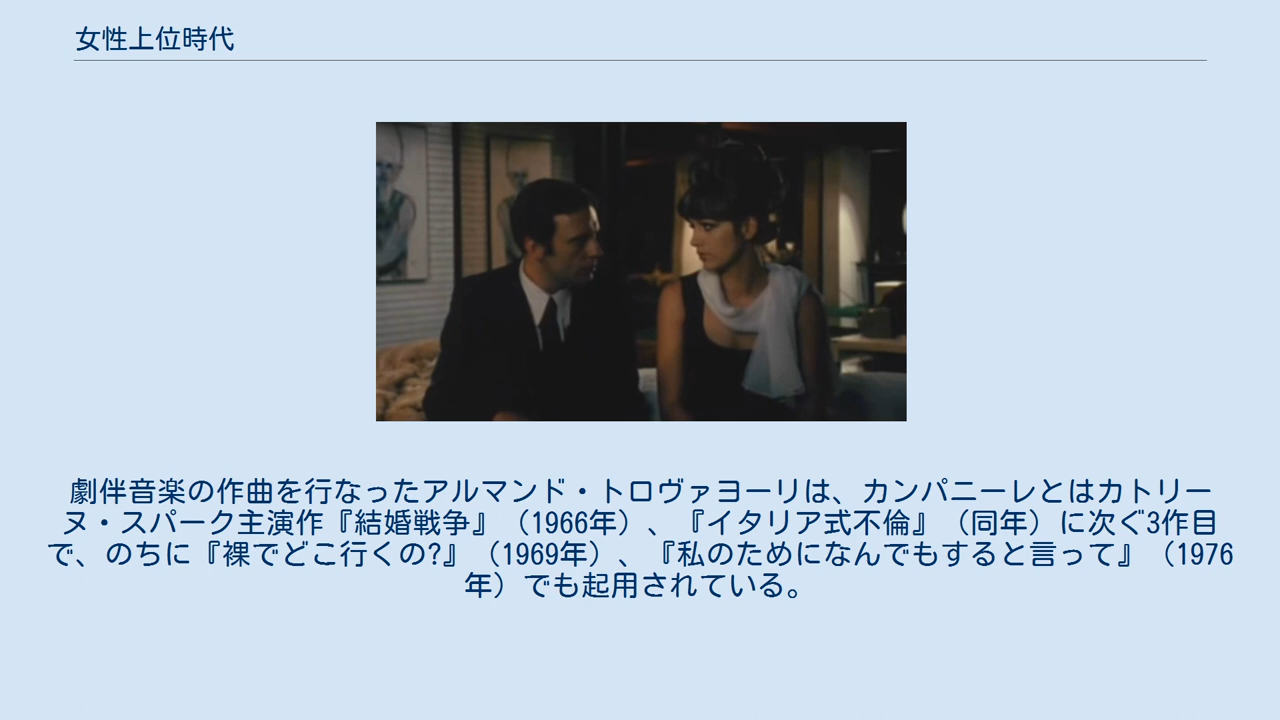 女性上位時代
劇伴音楽の作曲を行なったアルマンド・トロヴァヨーリは、カンパニーレとはカトリー
ヌ・スパーク主演作『結婚戦争』（1966年）、『イタリア式不倫』（同年）に次ぐ3作目
で、のちに『裸でどこ行くの?』（1969年）、『私のためになんでもすると言って』（1976
年）でも起用されている。